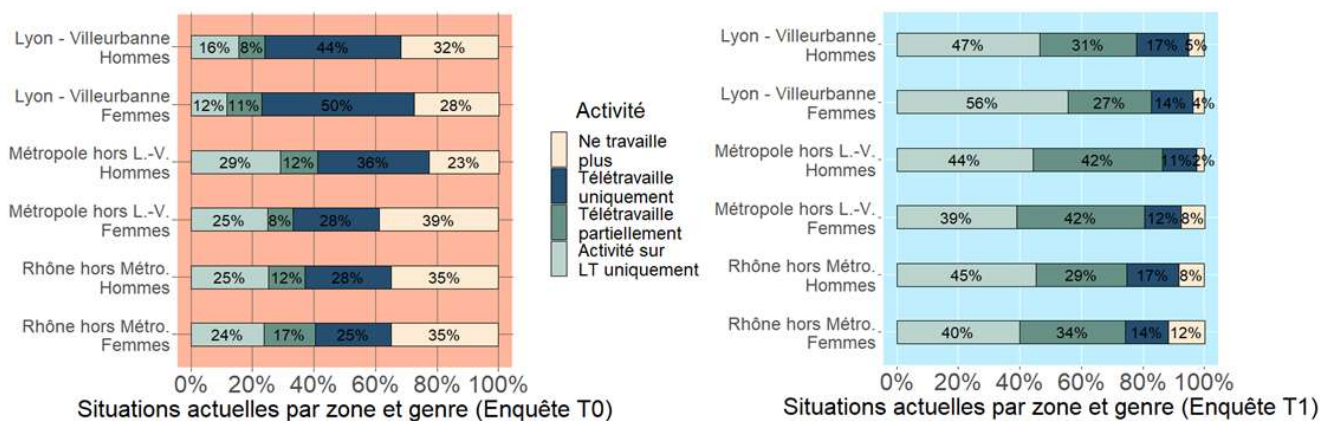 Lyon - Villeurbanne
Hommes
16% 8% 44% 32%
Lyon - Villeurbanne
Femmes
12% 11% 50% 28%
Métropole hors L.-V.
Hommes
29% 12% 36% 23%
Métropole hors L.-V.
Femmes
25% 8% 28% 39%
Rhône hors Métro.
Hommes
25% 12% 28% 35%
Rhône hors Métro.
Femmes
24% 17% 25% 35%
0% 20% 40% 60% 80% 100%
Situations actuelles par zone et genre (Enquête T0)
Activité
Ne travaille
plus
Télétravaille
uniquement
Télétravaille
partiellement
Activité sur
LT uniquement
Lyon - Villeurbanne
Hommes
47% 31% 17% 5%
Lyon - Villeurbanne
Femmes
56% 27% 14% 4%
Métropole hors L.-V.
Hommes
44% 42% 11% 2%
Métropole hors L.-V.
Femmes
39% 42% 12% 8%
Rhône hors Métro.
Hommes
45% 29% 17% 8%
Rhône hors Métro.
Femmes
40% 34% 14% 12%
0% 20% 40% 60% 80% 100%
Situations actuelles par zone et genre (Enquête T1)